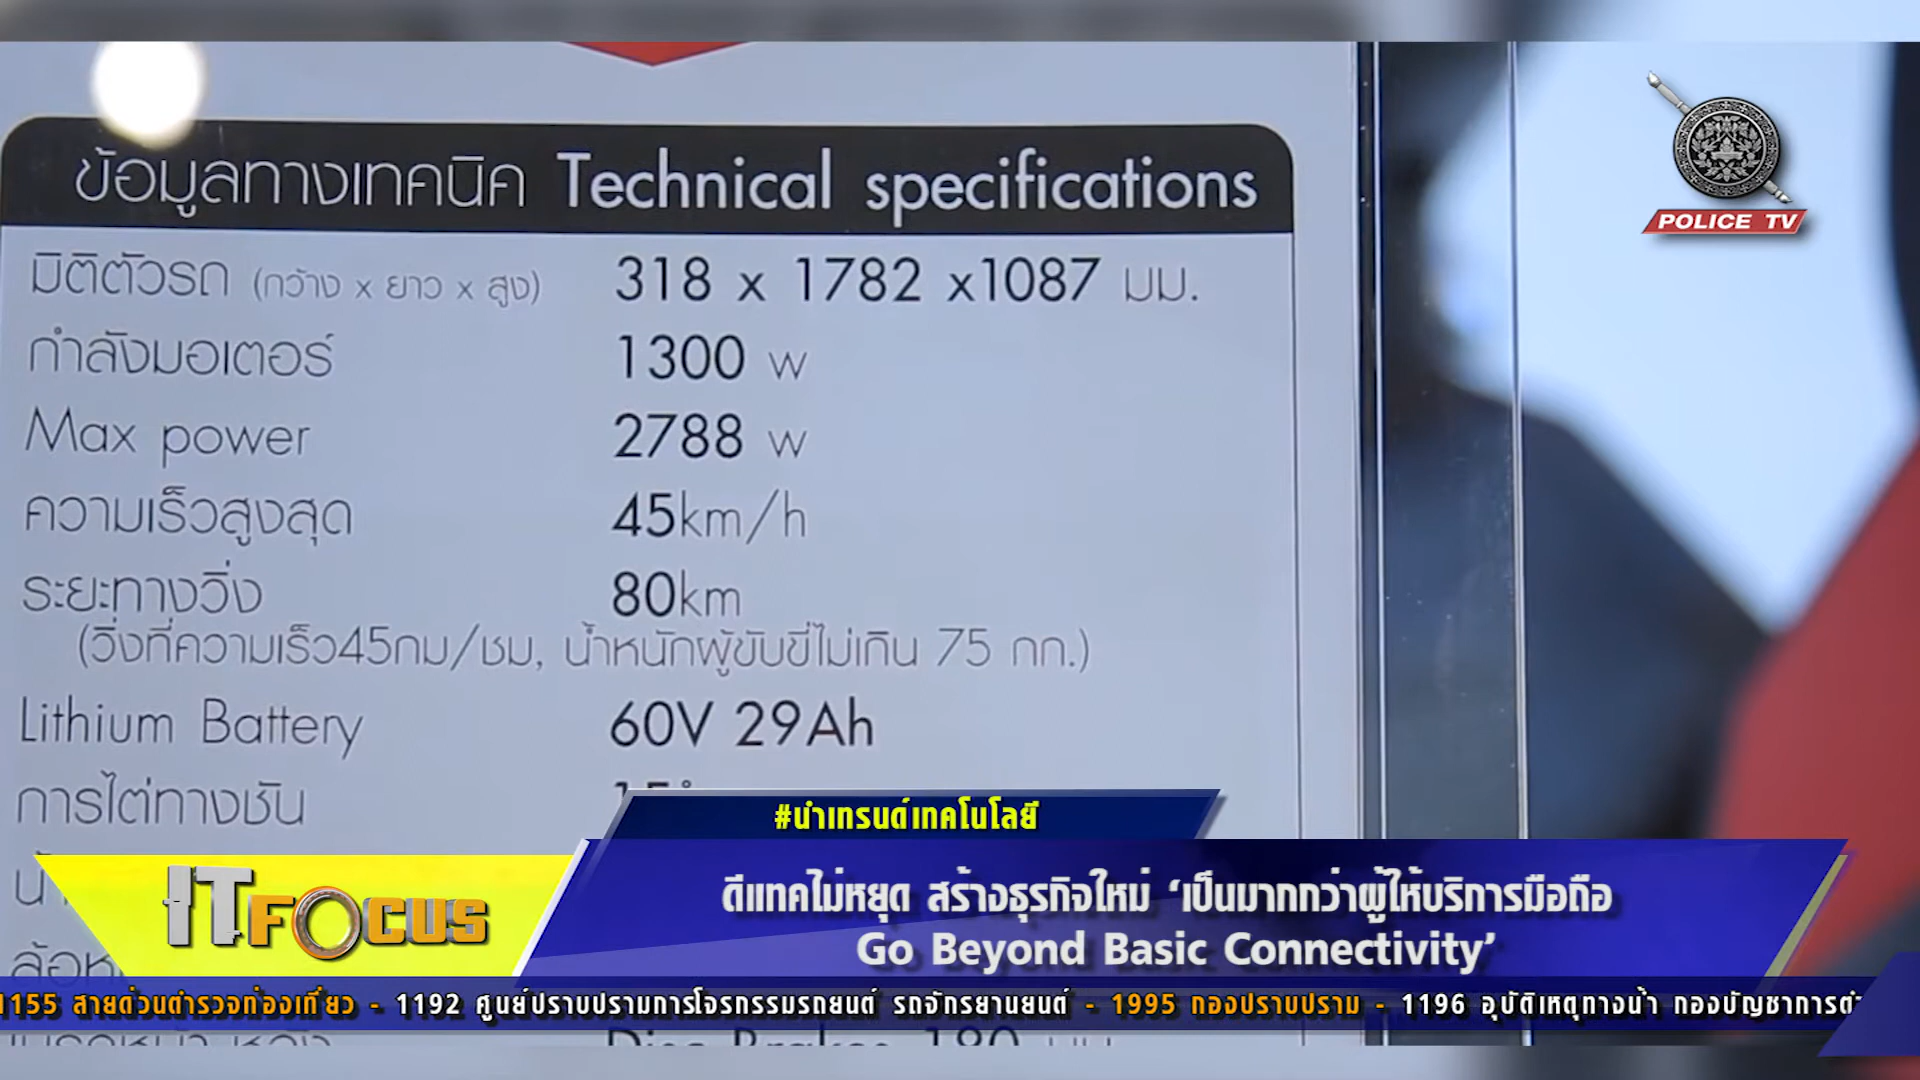 ข้อมูลทางเทคนิค Technical specifications
POLICE TV
มิติตัวรถ (กว้าง x ยาว x สูง) 318 x 1782 x1087 มม.
กำลังมอเตอร์ 1300 w
Max power 2788 w
ความเร็วสูงสุด 45km/h
ระยะทางวิ่ง 80km
(วิ่งที่ความเร็ว45กม/ชม, น้ำหนักผู้ขับขี่ไม่เกิน 75 กก.)
Lithium Battery 60V 29Ah
การไต่ทางชัน
#นำเทรนด์เทคโนโลยี
IT FOCUS
ดีแทคไม่หยุด สร้างธุรกิจใหม่ ‘เป็นมากกว่าผู้ให้บริการมือถือ
Go Beyond Basic Connectivity’
1155 สายด่วนตำรวจท่องเที่ยว - 1192 ศูนย์ปราบปรามการโจรกรรมรถยนต์ รถจักรยานยนต์ - 1995 กองปราบปราม - 1196 อุบัติเหตุทางน้ำ กองบัญชาการ